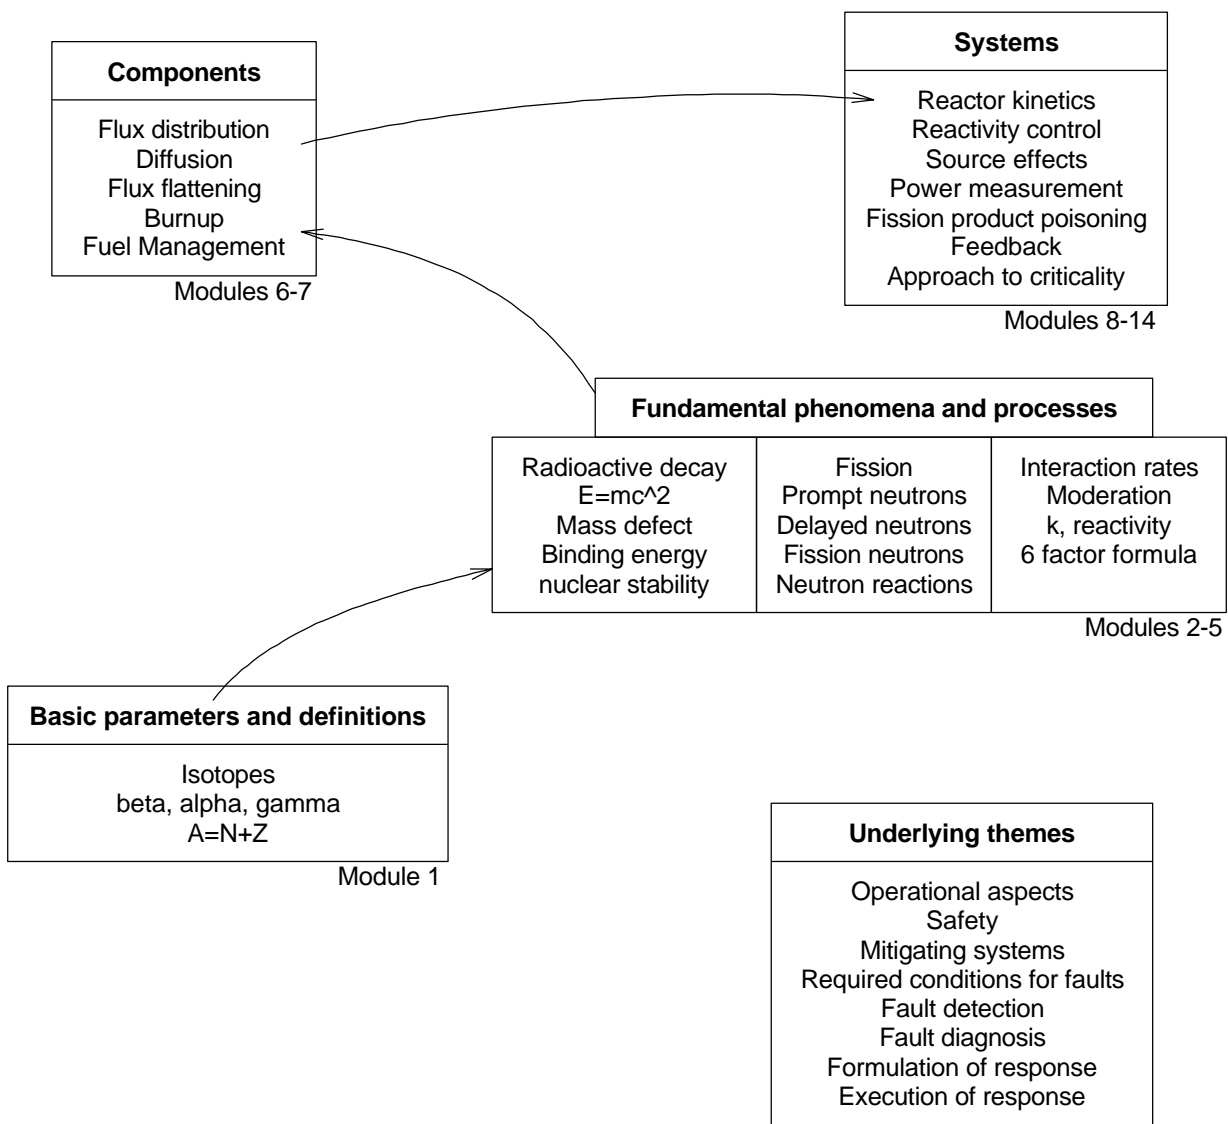 Components
Flux distribution
Diffusion
Flux flattening
Burnup
Fuel Management
Modules 6-7
Systems
Reactor kinetics
Reactivity control
Source effects
Power measurement
Fission product poisoning
Feedback
Approach to criticality
Modules 8-14
Fundamental phenomena and processes
Radioactive decay
E=mc^2
Mass defect
Binding energy
nuclear stability
Fission
Prompt neutrons
Delayed neutrons
Fission neutrons
Neutron reactions
Interaction rates
Moderation
k, reactivity
6 factor formula
Modules 2-5
Basic parameters and definitions
Isotopes
beta, alpha, gamma
A=N+Z
Module 1
Underlying themes
Operational aspects
Safety
Mitigating systems
Required conditions for faults
Fault detection
Fault diagnosis
Formulation of response
Execution of response